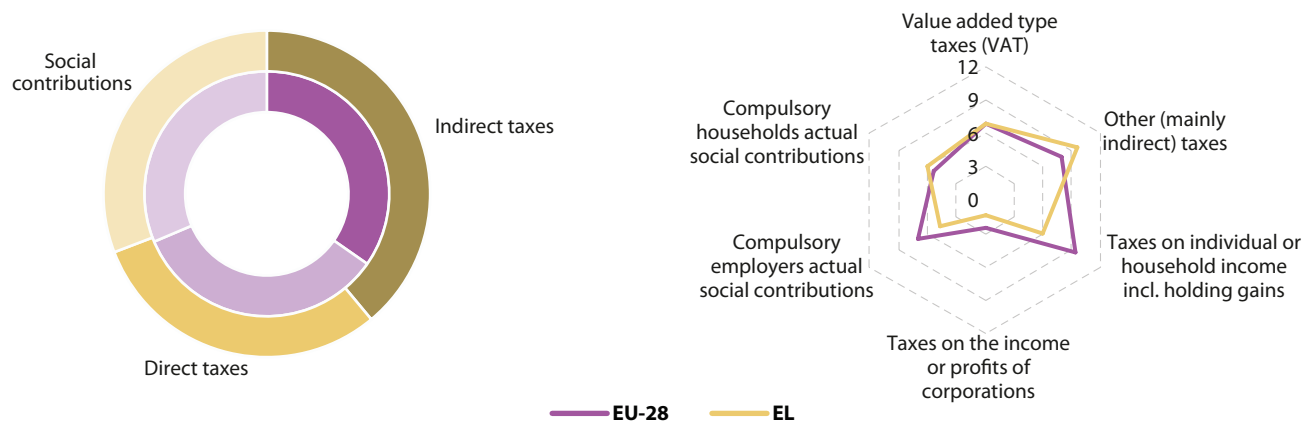 Social
contributions
Indirect taxes
Direct taxes
Value added type
taxes (VAT)
12
9
6
3
0
Other (mainly
indirect) taxes
Taxes on individual or
household income
incl. holding gains
Taxes on the income
or profits of
corporations
Compulsory
employers actual
social contributions
Compulsory
households actual
social contributions
EU-28
EL